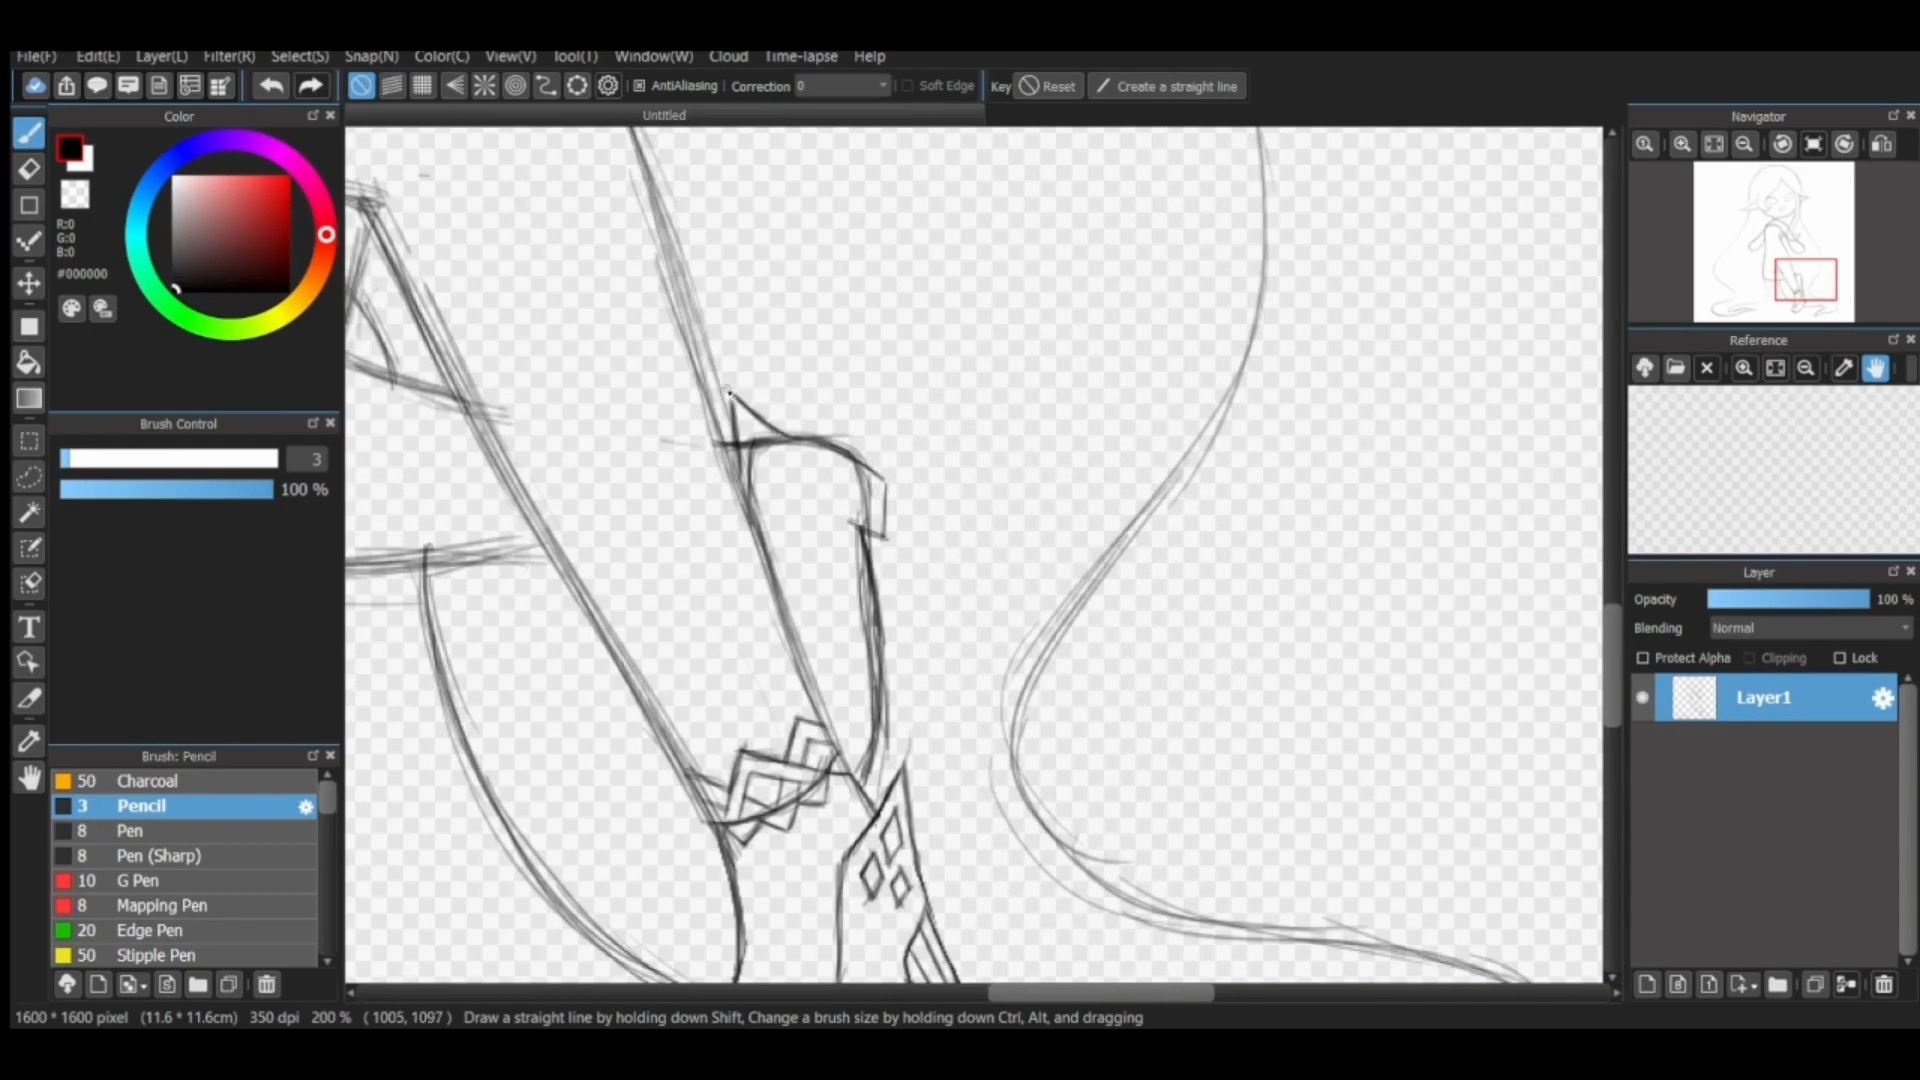 File(F) Edit(E) Layer(L) Filter(R) Select(S) Snap(N) Color(C) View(V) Tool(T) Window(W) Cloud Time-lapse Help
AntiAliasing Correction 0 Soft Edge Key Reset Create a straight line
Color
Untitled
Navigator
R:0
G:0
B:0
#000000
Reference
Brush Control
3
100 %
Layer
Opacity 100 %
Blending Normal
Protect Alpha Clipping Lock
Layer1
Brush: Pencil
50 Charcoal
3 Pencil
8 Pen
8 Pen (Sharp)
10 G Pen
8 Mapping Pen
20 Edge Pen
50 Stipple Pen
1600 * 1600 pixel (11.6 * 11.6cm) 350 dpi 200 % ( 1005, 1097 ) Draw a straight line by holding down Shift, Change a brush size by holding down Ctrl, Alt, and dragging